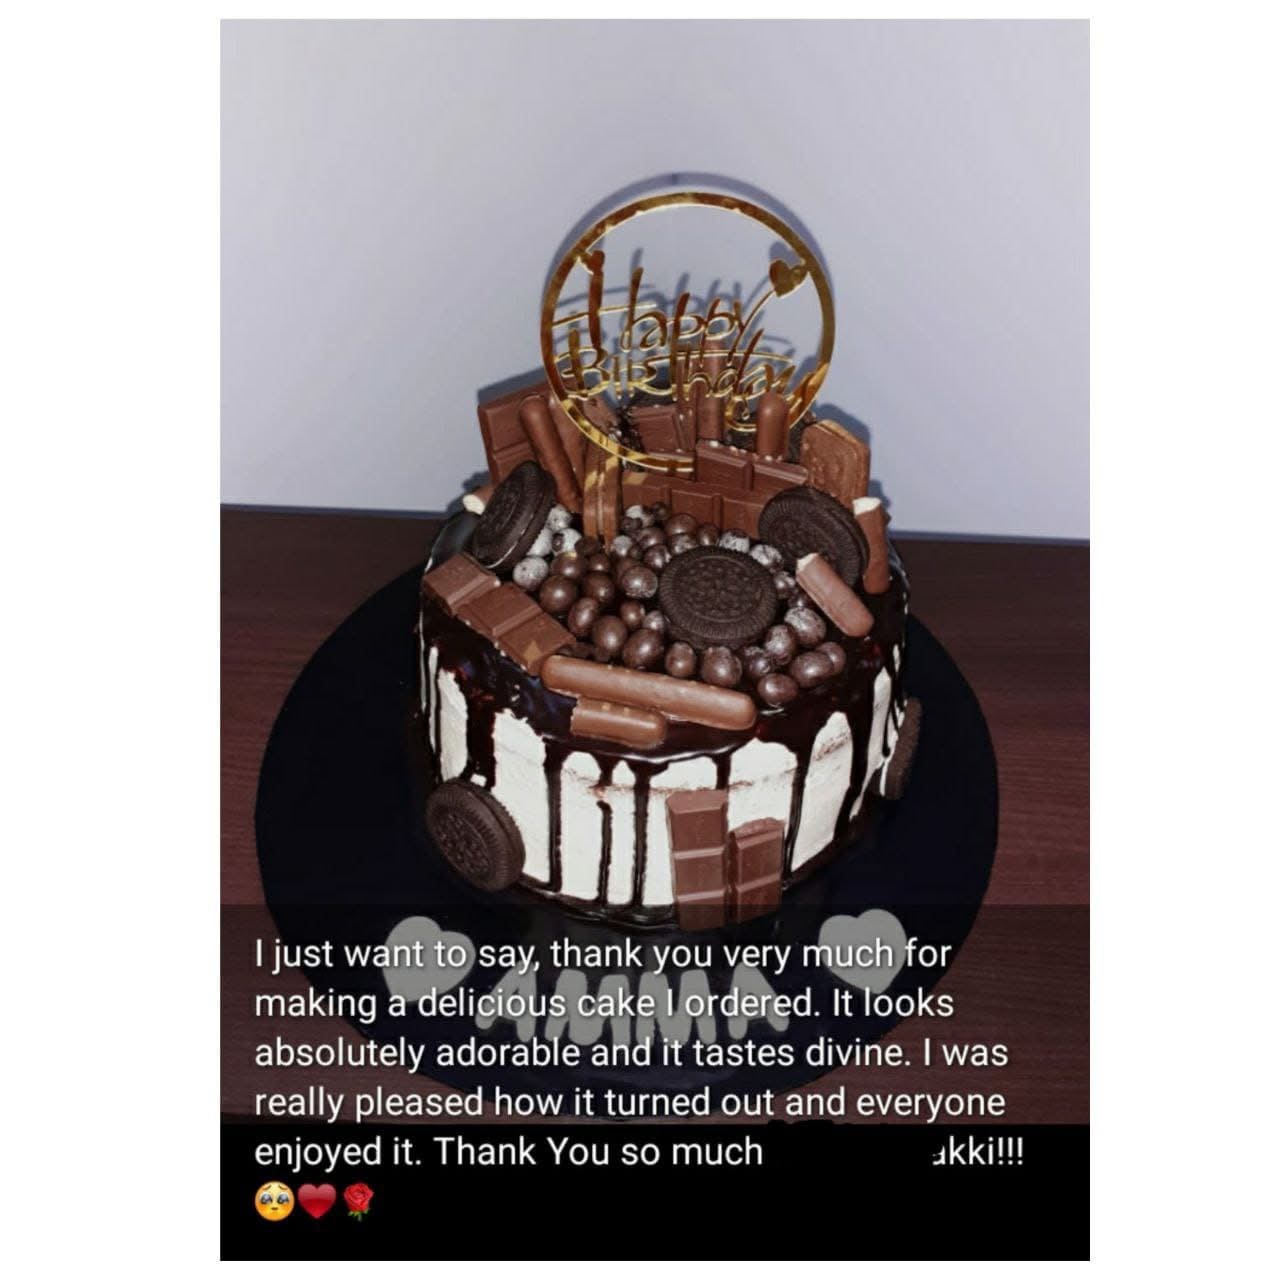 Happy
Birthday
AMMA
I just want to say, thank you very much for
making a delicious cake I ordered. It looks
absolutely adorable and it tastes divine. I was
really pleased how it turned out and everyone
enjoyed it. Thank You so much akki!!!
🥺♥️🌹